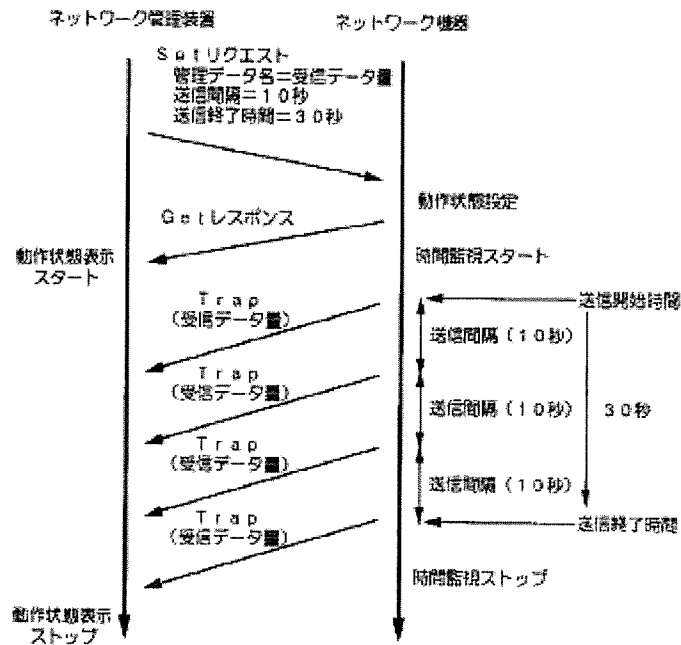 ネットワーク管理装置
ネットワーク機器
Setリクエスト
管理データ名=受信データ量
送信間隔=10秒
送信終了時間=30秒
動作状態設定
Getレスポンス
動作状態表示
スタート
時間監視スタート
Trap
(受信データ量)
送信開始時間
送信間隔(10秒)
Trap
(受信データ量)
送信間隔(10秒)
30秒
Trap
(受信データ量)
送信間隔(10秒)
Trap
(受信データ量)
送信終了時間
時間監視ストップ
動作状態表示
ストップ